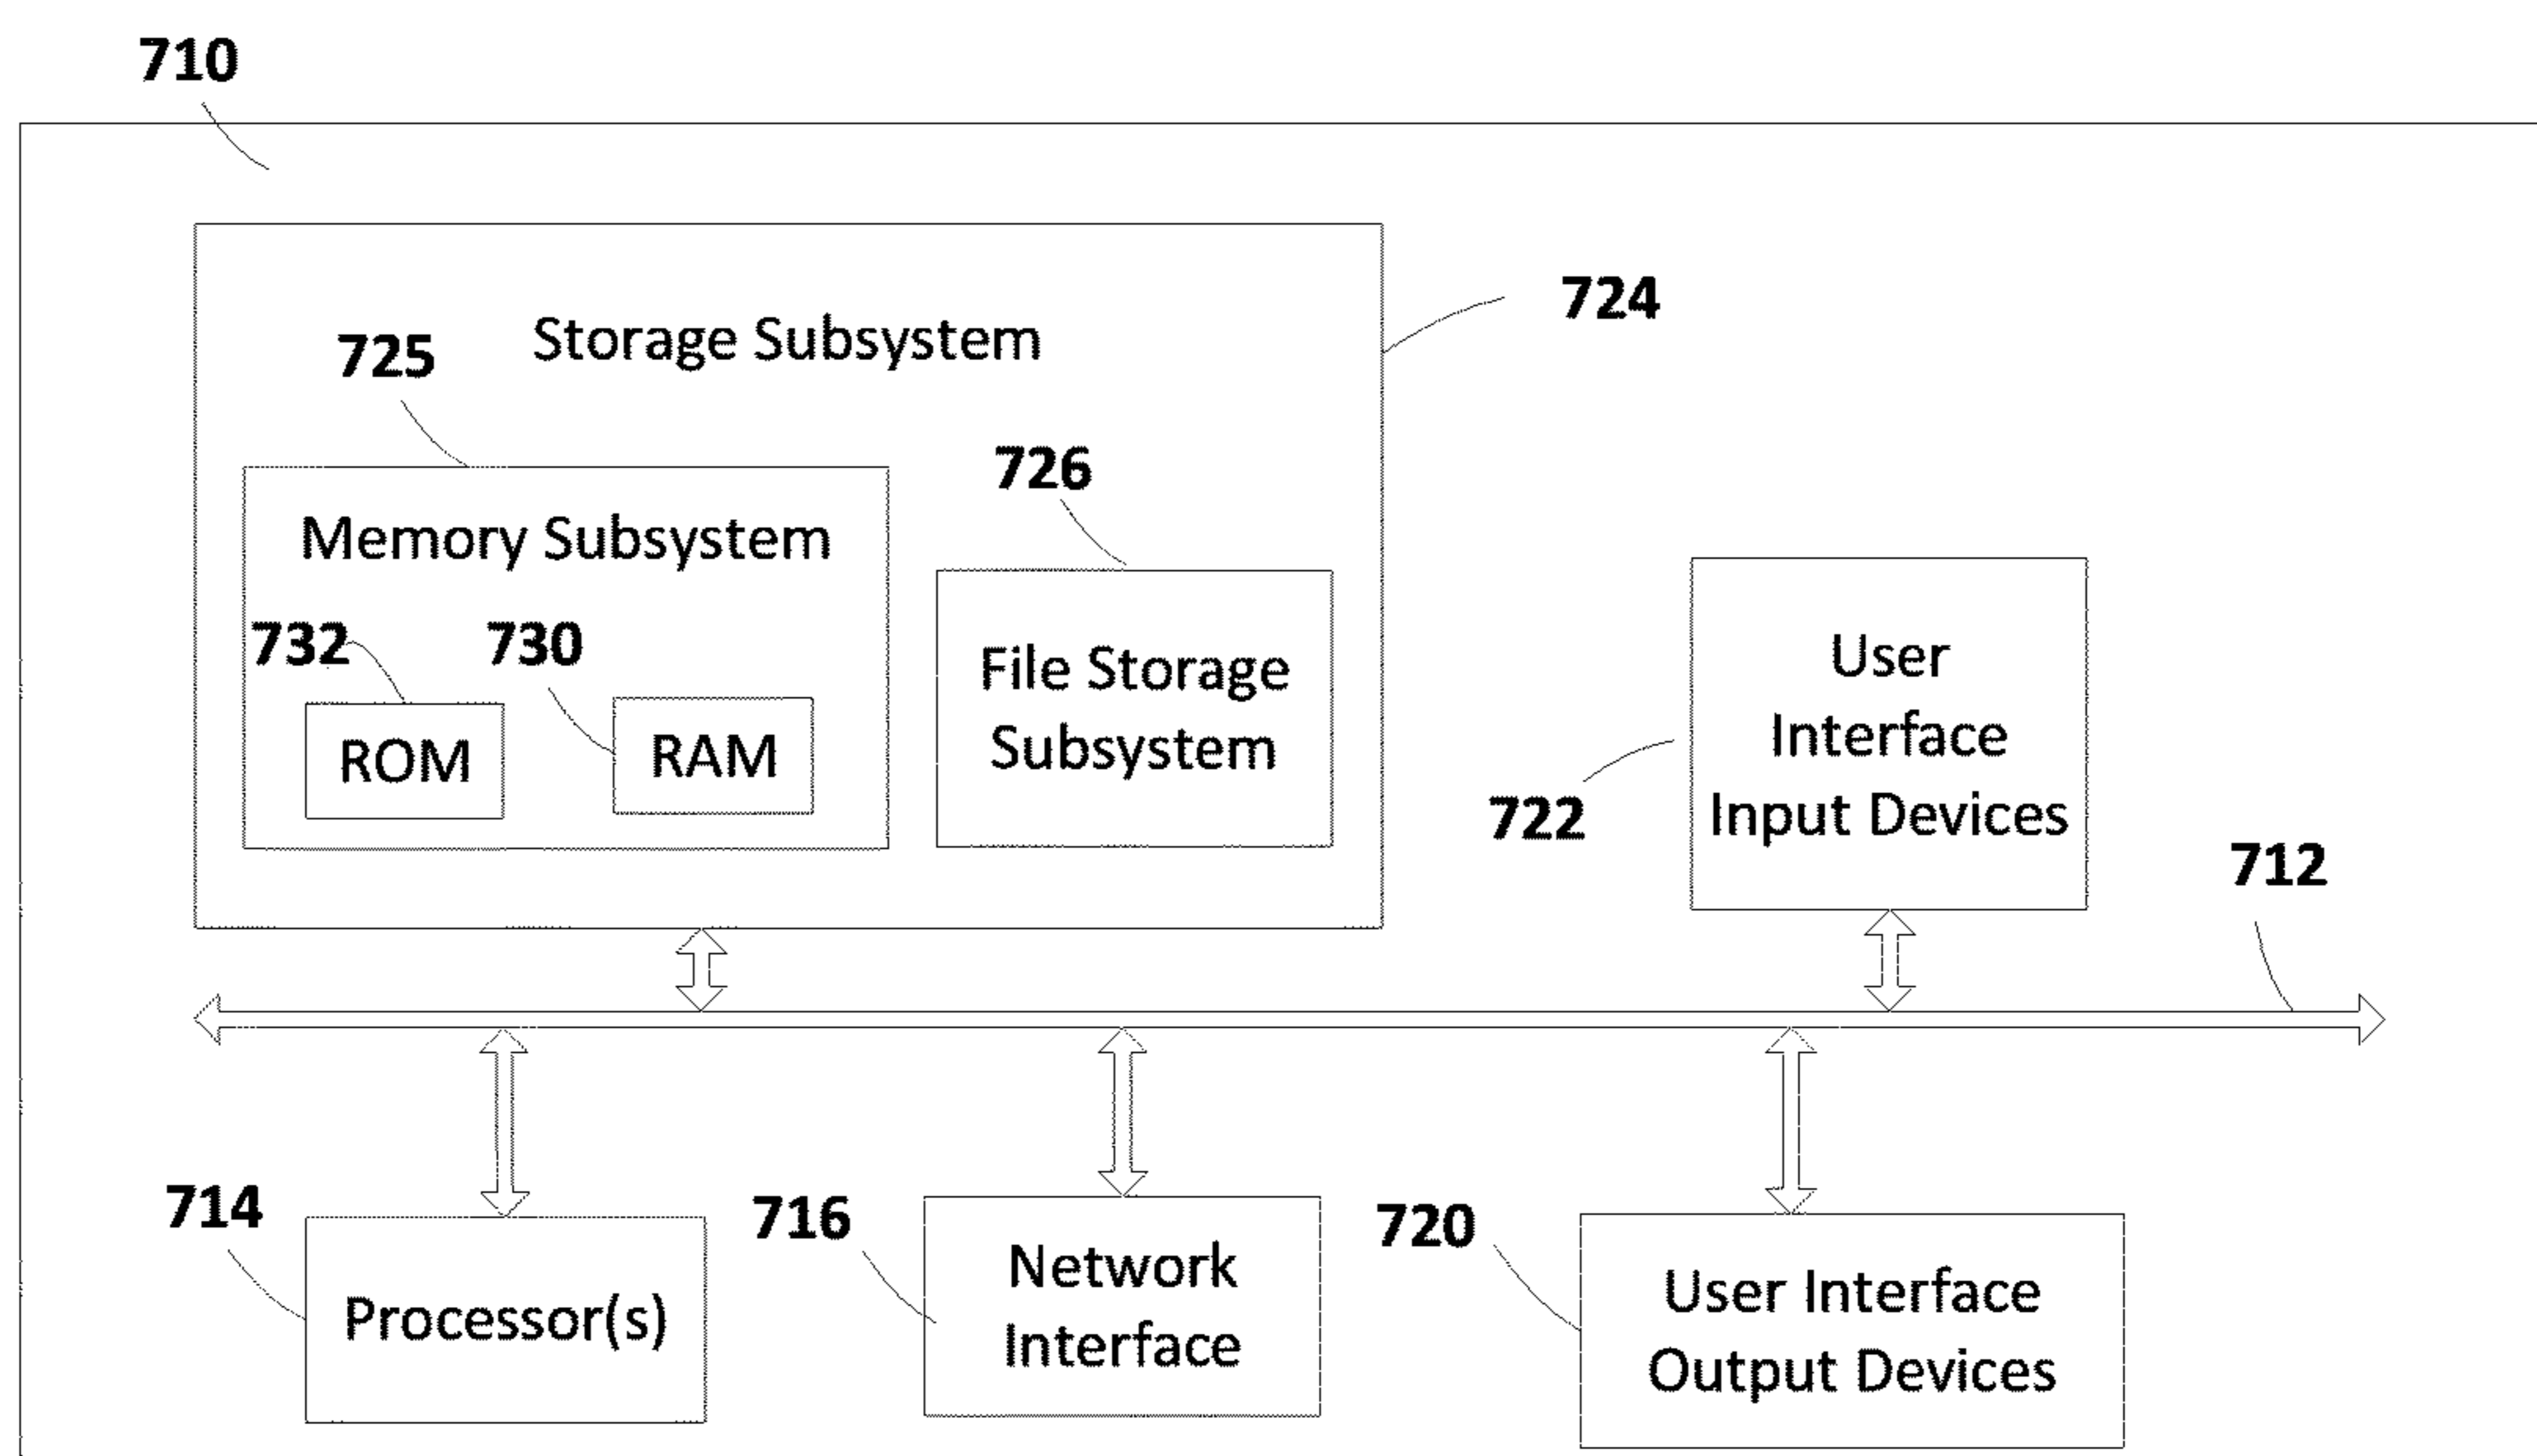 710
724
Storage Subsystem
725
726
Memory Subsystem
732
730
ROM
RAM
File Storage
Subsystem
User
Interface
Input Devices
722
712
714
Processor(s)
716
Network
Interface
720
User Interface
Output Devices